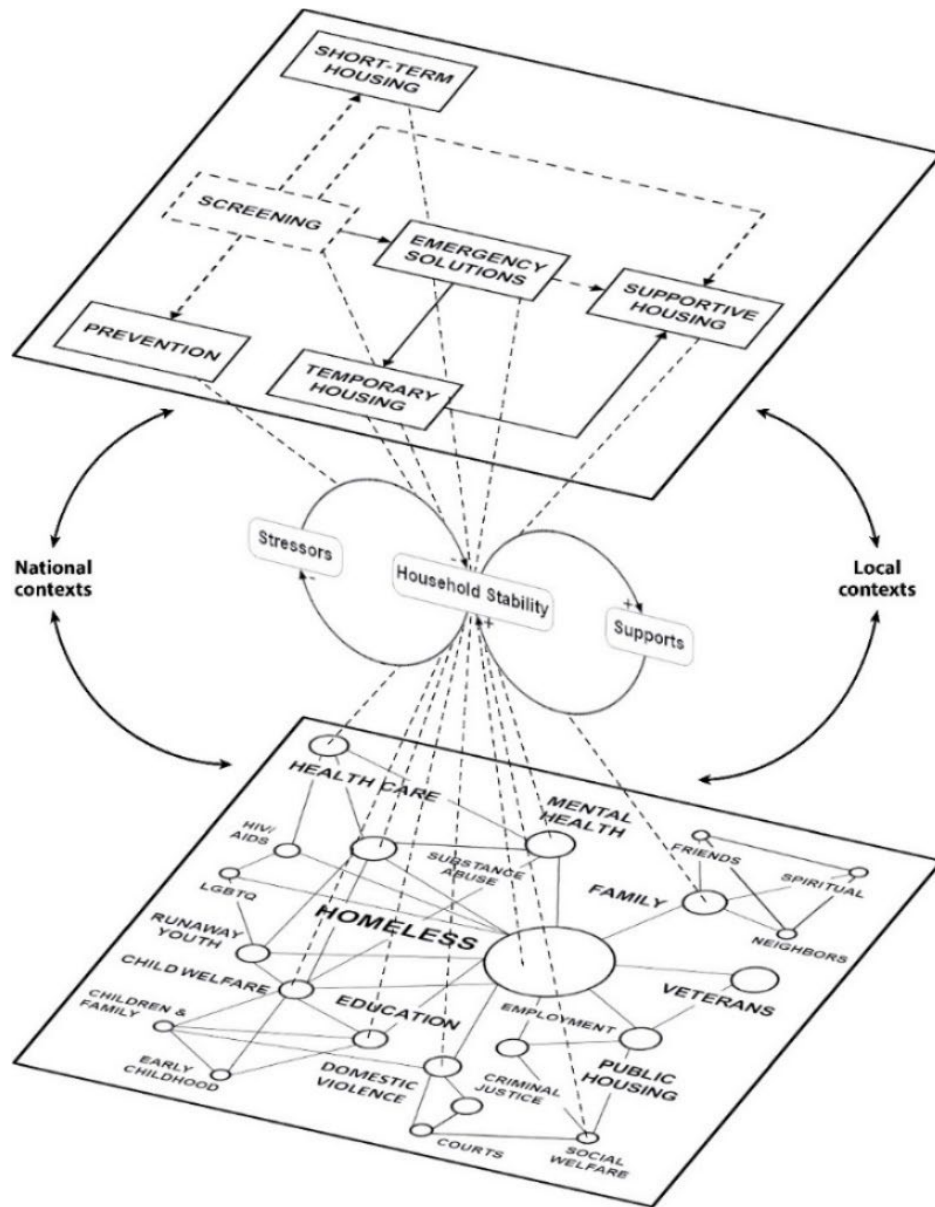 SHORT-TERM
HOUSING
SCREENING
EMERGENCY
SOLUTIONS
SUPPORTIVE
HOUSING
PREVENTION
TEMPORARY
HOUSING
National
contexts
Local
contexts
Stressors
-
-
Household Stability
+
+
Supports
HEALTH CARE
MENTAL
HEALTH
HIV/
AIDS
SUBSTANCE
ABUSE
FRIENDS
LGBTQ
FAMILY
SPIRITUAL
HOMELESS
RUNAWAY
YOUTH
NEIGHBORS
CHILD WELFARE
VETERANS
CHILDREN &
FAMILY
EDUCATION
EMPLOYMENT
PUBLIC
HOUSING
EARLY
CHILDHOOD
DOMESTIC
VIOLENCE
CRIMINAL
JUSTICE
COURTS
SOCIAL
WELFARE